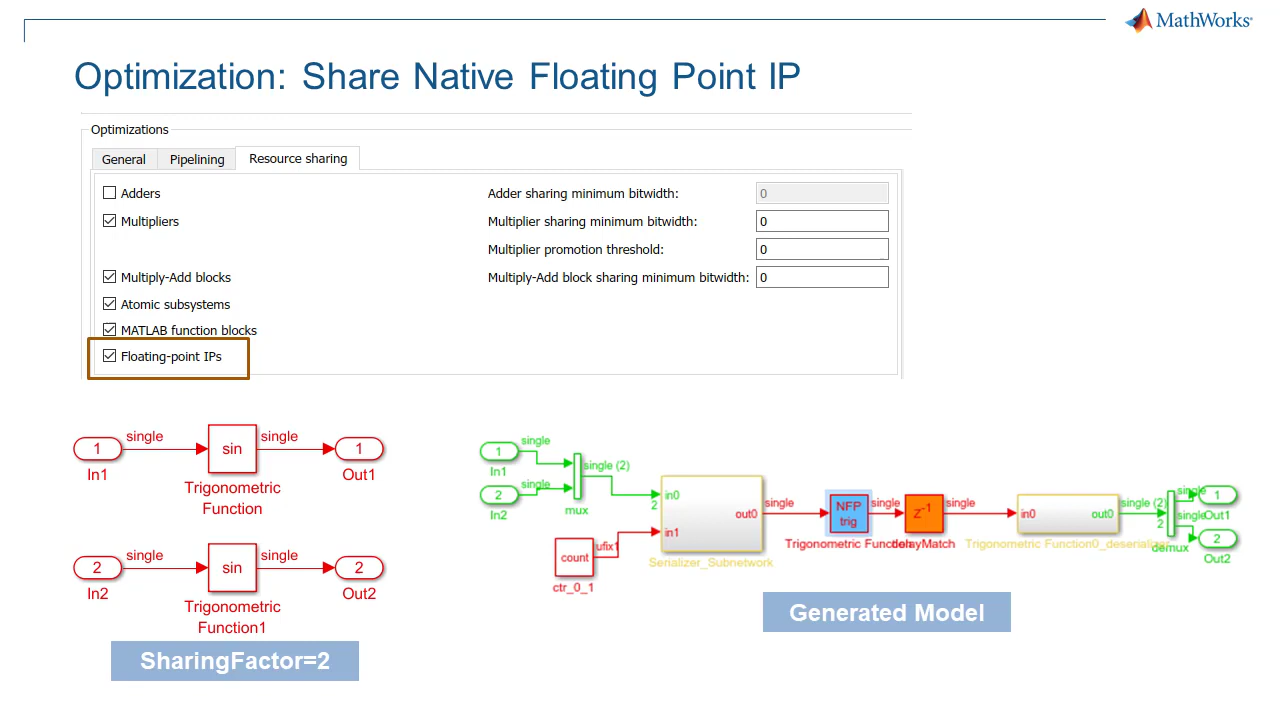 MathWorks
Optimization: Share Native Floating Point IP
Optimizations
General Pipelining Resource sharing
Adders Adder sharing minimum bitwidth: 0
Multipliers Multiplier sharing minimum bitwidth: 0
Multiplier promotion threshold: 0
Multiply-Add blocks Multiply-Add block sharing minimum bitwidth: 0
Atomic subsystems
MATLAB function blocks
Floating-point IPs
1 single sin single 1
In1 Out1
Trigonometric
Function
2 single sin single 2
In2 Out2
Trigonometric
Function1
SharingFactor=2
1 single
In1
2 single
In2
single (2)
mux
in0
2
in1
out0
Serializer_Subnetwork
count
ufix1
ctr_0_1
single
NFP
trig
single
z-1
single
Trigonometric Function
delayMatch
in0 out0
Trigonometric Function0_deserializer
single (2)
2
demux
single 1
Out1
single
2
Out2
Generated Model